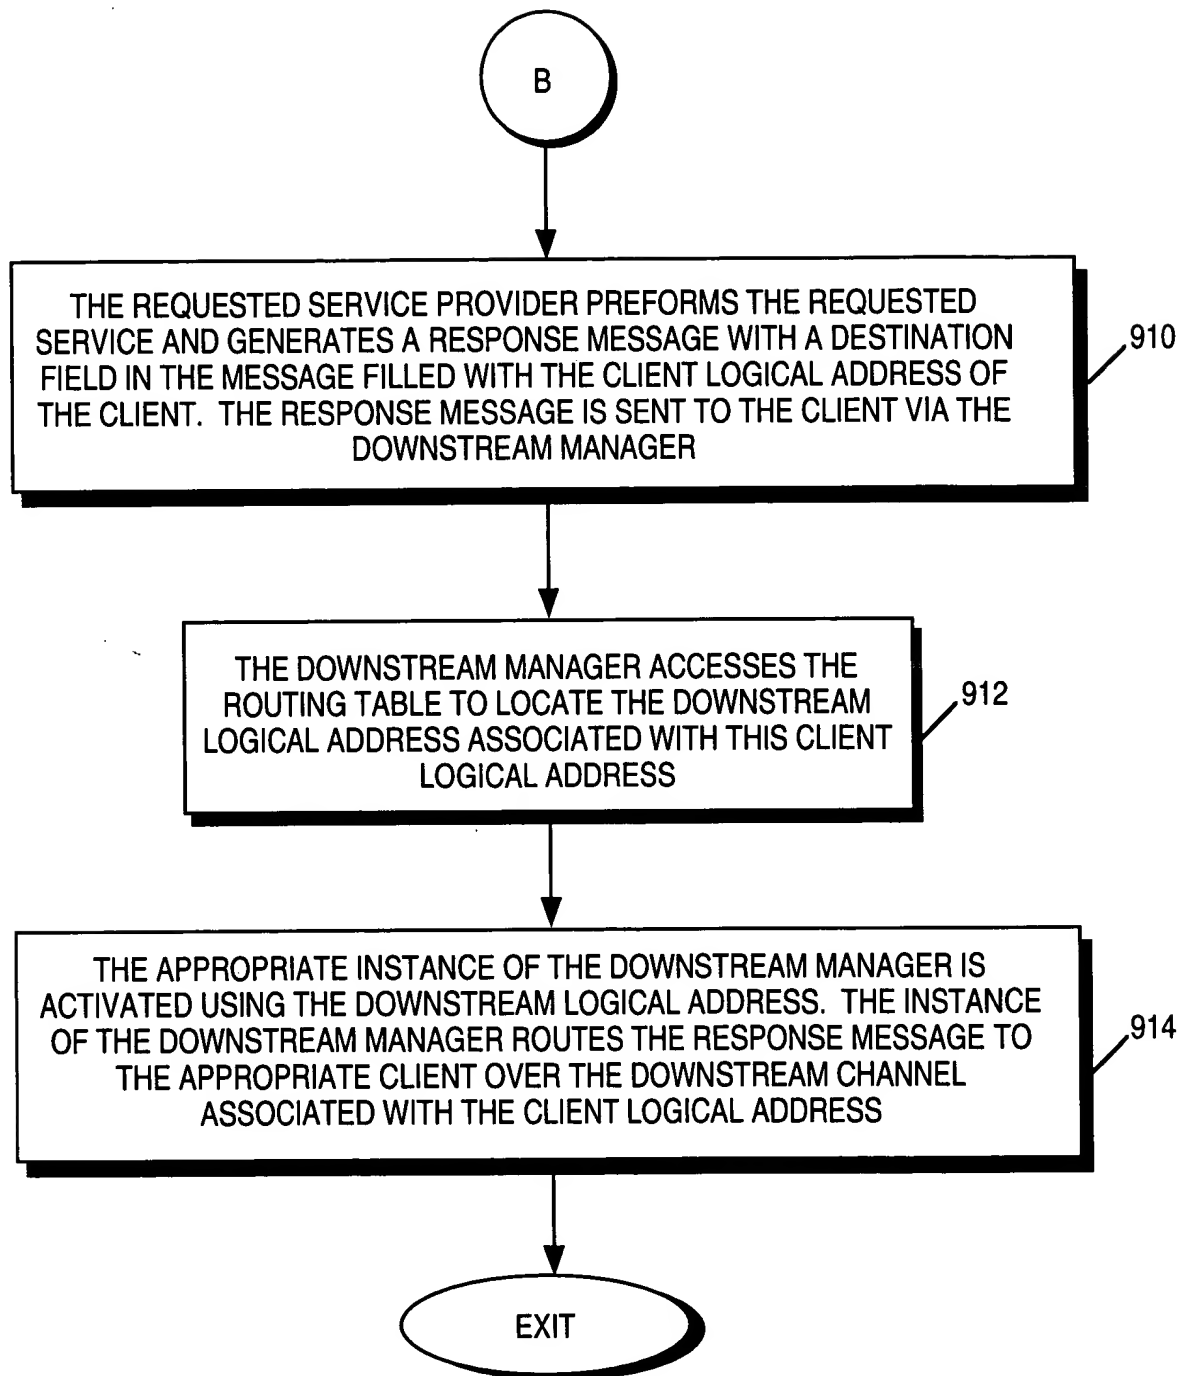 B
THE REQUESTED SERVICE PROVIDER PREFORMS THE REQUESTED
SERVICE AND GENERATES A RESPONSE MESSAGE WITH A DESTINATION
FIELD IN THE MESSAGE FILLED WITH THE CLIENT LOGICAL ADDRESS OF
THE CLIENT. THE RESPONSE MESSAGE IS SENT TO THE CLIENT VIA THE
DOWNSTREAM MANAGER
910
THE DOWNSTREAM MANAGER ACCESSES THE
ROUTING TABLE TO LOCATE THE DOWNSTREAM
LOGICAL ADDRESS ASSOCIATED WITH THIS CLIENT
LOGICAL ADDRESS
912
THE APPROPRIATE INSTANCE OF THE DOWNSTREAM MANAGER IS
ACTIVATED USING THE DOWNSTREAM LOGICAL ADDRESS. THE INSTANCE
OF THE DOWNSTREAM MANAGER ROUTES THE RESPONSE MESSAGE TO
THE APPROPRIATE CLIENT OVER THE DOWNSTREAM CHANNEL
ASSOCIATED WITH THE CLIENT LOGICAL ADDRESS
914
EXIT